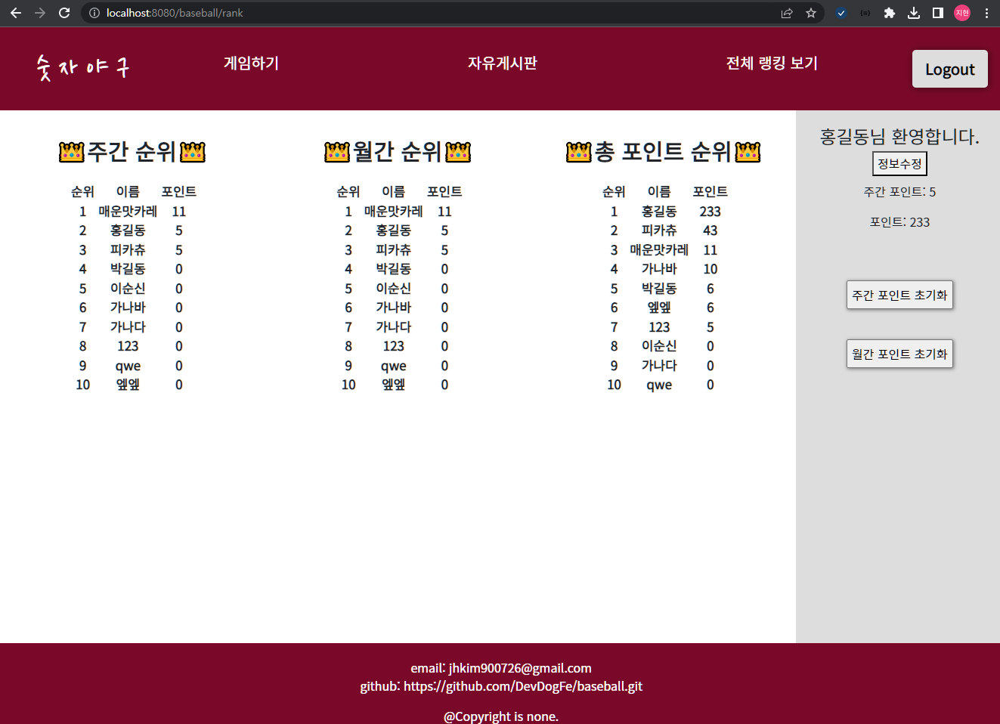 localhost:8080/baseball/rank
지현
숫자야구
게임하기
자유게시판
전체 랭킹 보기
Logout
주간 순위
순위 이름 포인트
1 매운맛카레 11
2 홍길동 5
3 피카츄 5
4 박길동 0
5 이순신 0
6 가나바 0
7 가나다 0
8 123 0
9 qwe 0
10 엪엪 0
월간 순위
순위 이름 포인트
1 매운맛카레 11
2 홍길동 5
3 피카츄 5
4 박길동 0
5 이순신 0
6 가나바 0
7 가나다 0
8 123 0
9 qwe 0
10 엪엪 0
총 포인트 순위
순위 이름 포인트
1 홍길동 233
2 피카츄 43
3 매운맛카레 11
4 가나바 10
5 박길동 6
6 엪엪 6
7 123 5
8 이순신 0
9 가나다 0
10 qwe 0
홍길동님 환영합니다.
정보수정
주간 포인트: 5
포인트: 233
주간 포인트 초기화
월간 포인트 초기화
email: jhkim900726@gmail.com
github: https://github.com/DevDogFe/baseball.git
@Copyright is none.